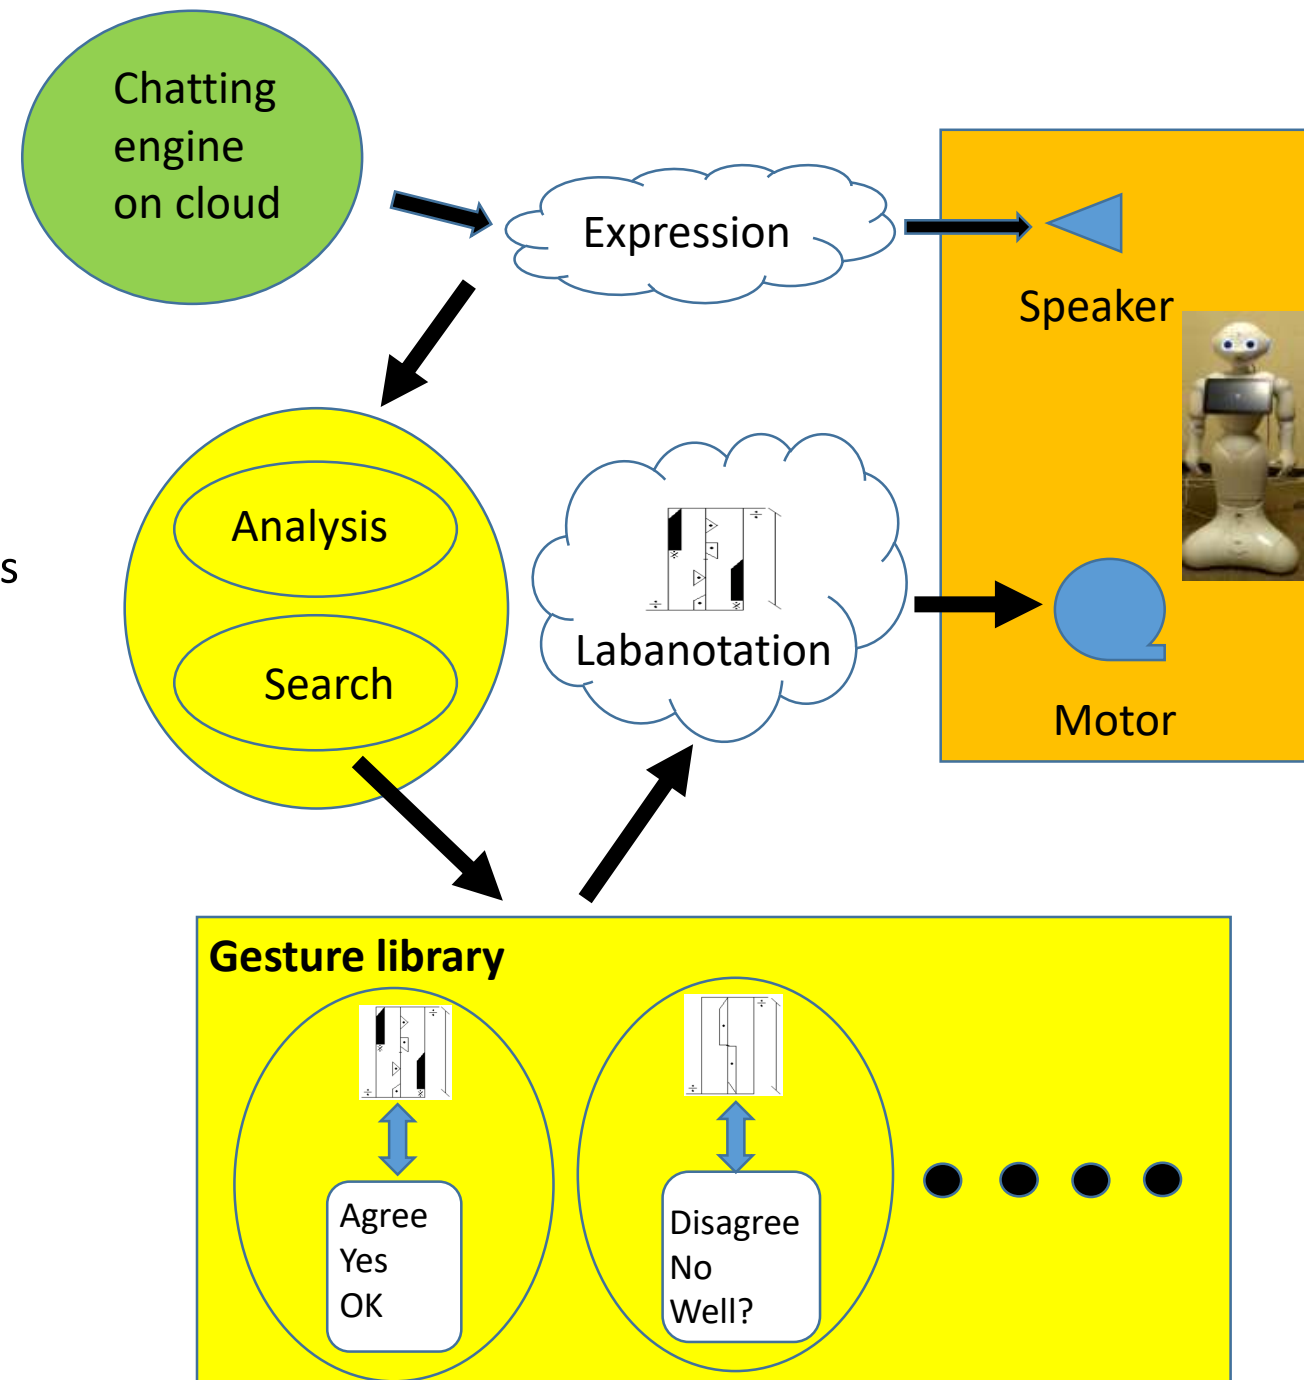 Chatting
engine
on cloud
Expression
Speaker
s
Analysis
Search
Labanotation
Motor
Gesture library
Agree
Yes
OK
Disagree
No
Well?